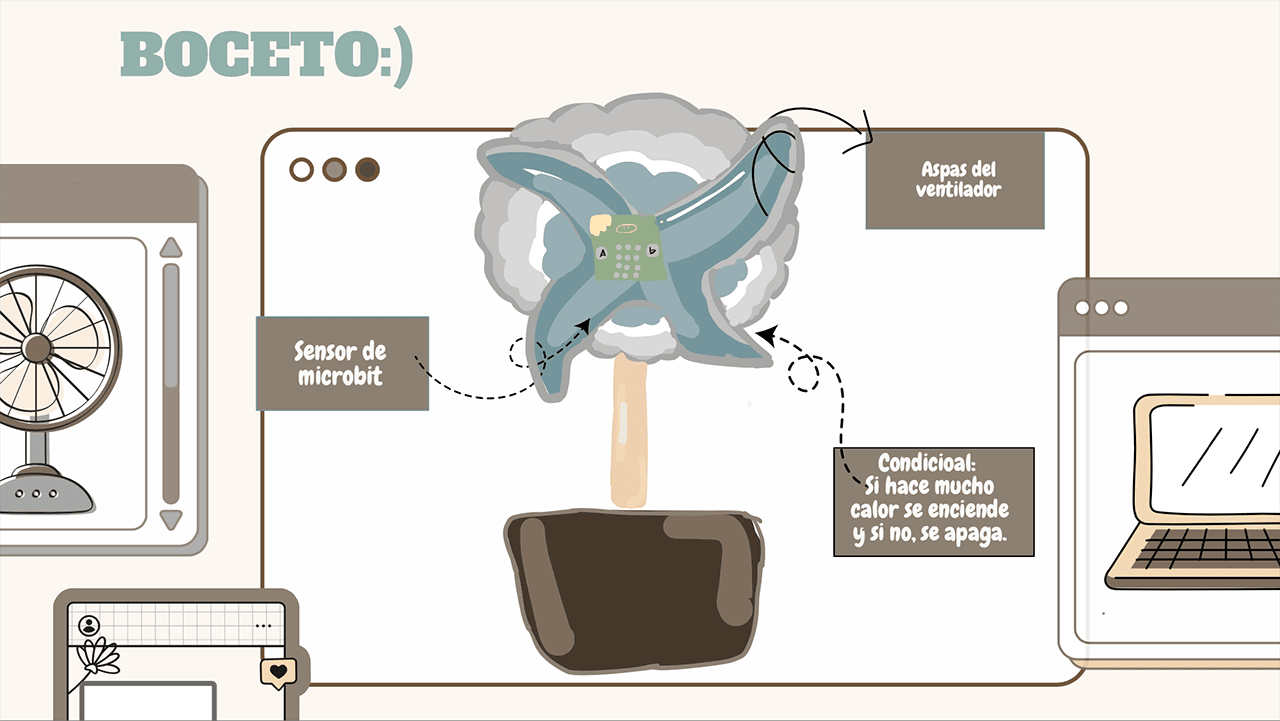 BOCETO:)
Aspas del
ventilador
A
b
Sensor de
microbit
Condicioal:
Si hace mucho
calor se enciende
y si no, se apaga.